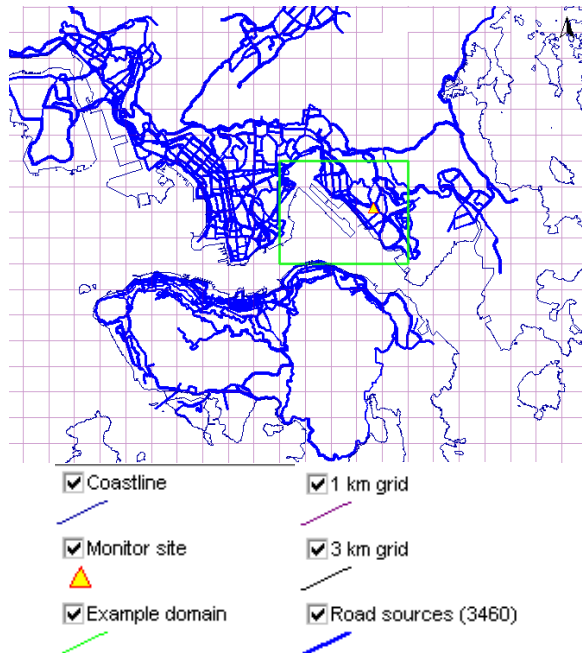 Coastline
1 km grid
Monitor site
3 km grid
Example domain
Road sources (3460)